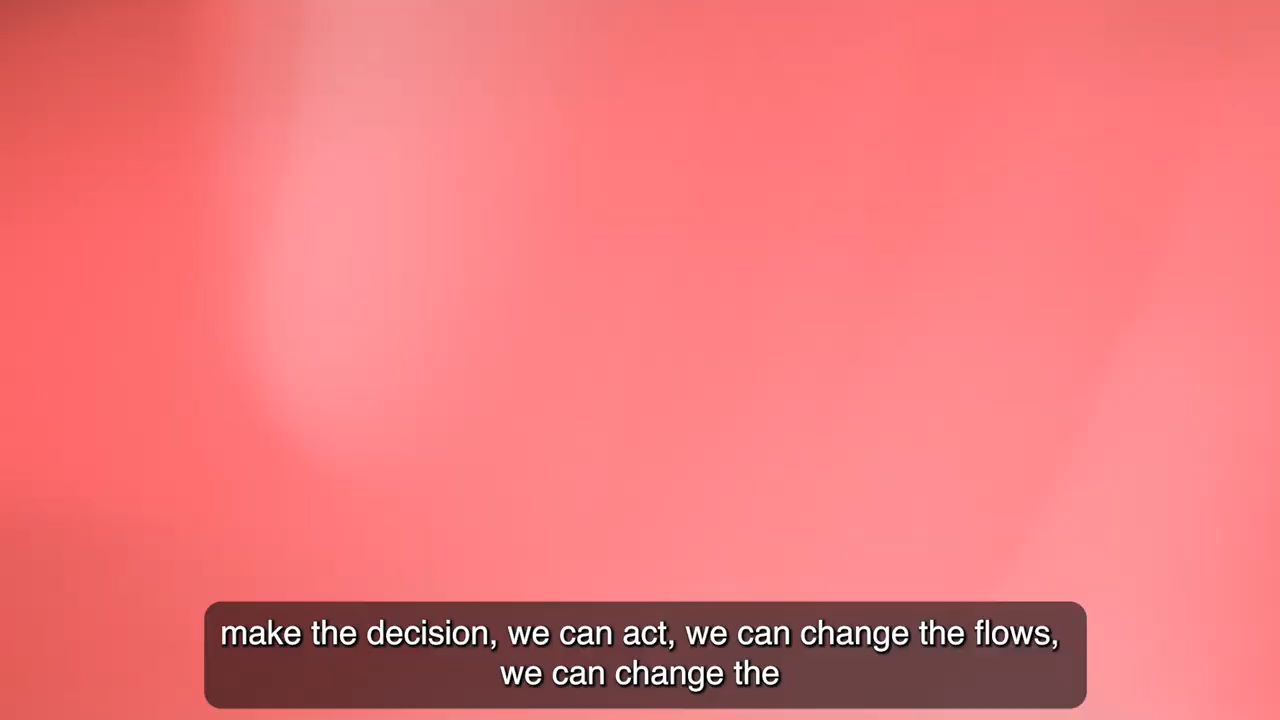 make the decision, we can act, we can change the flows,
we can change the